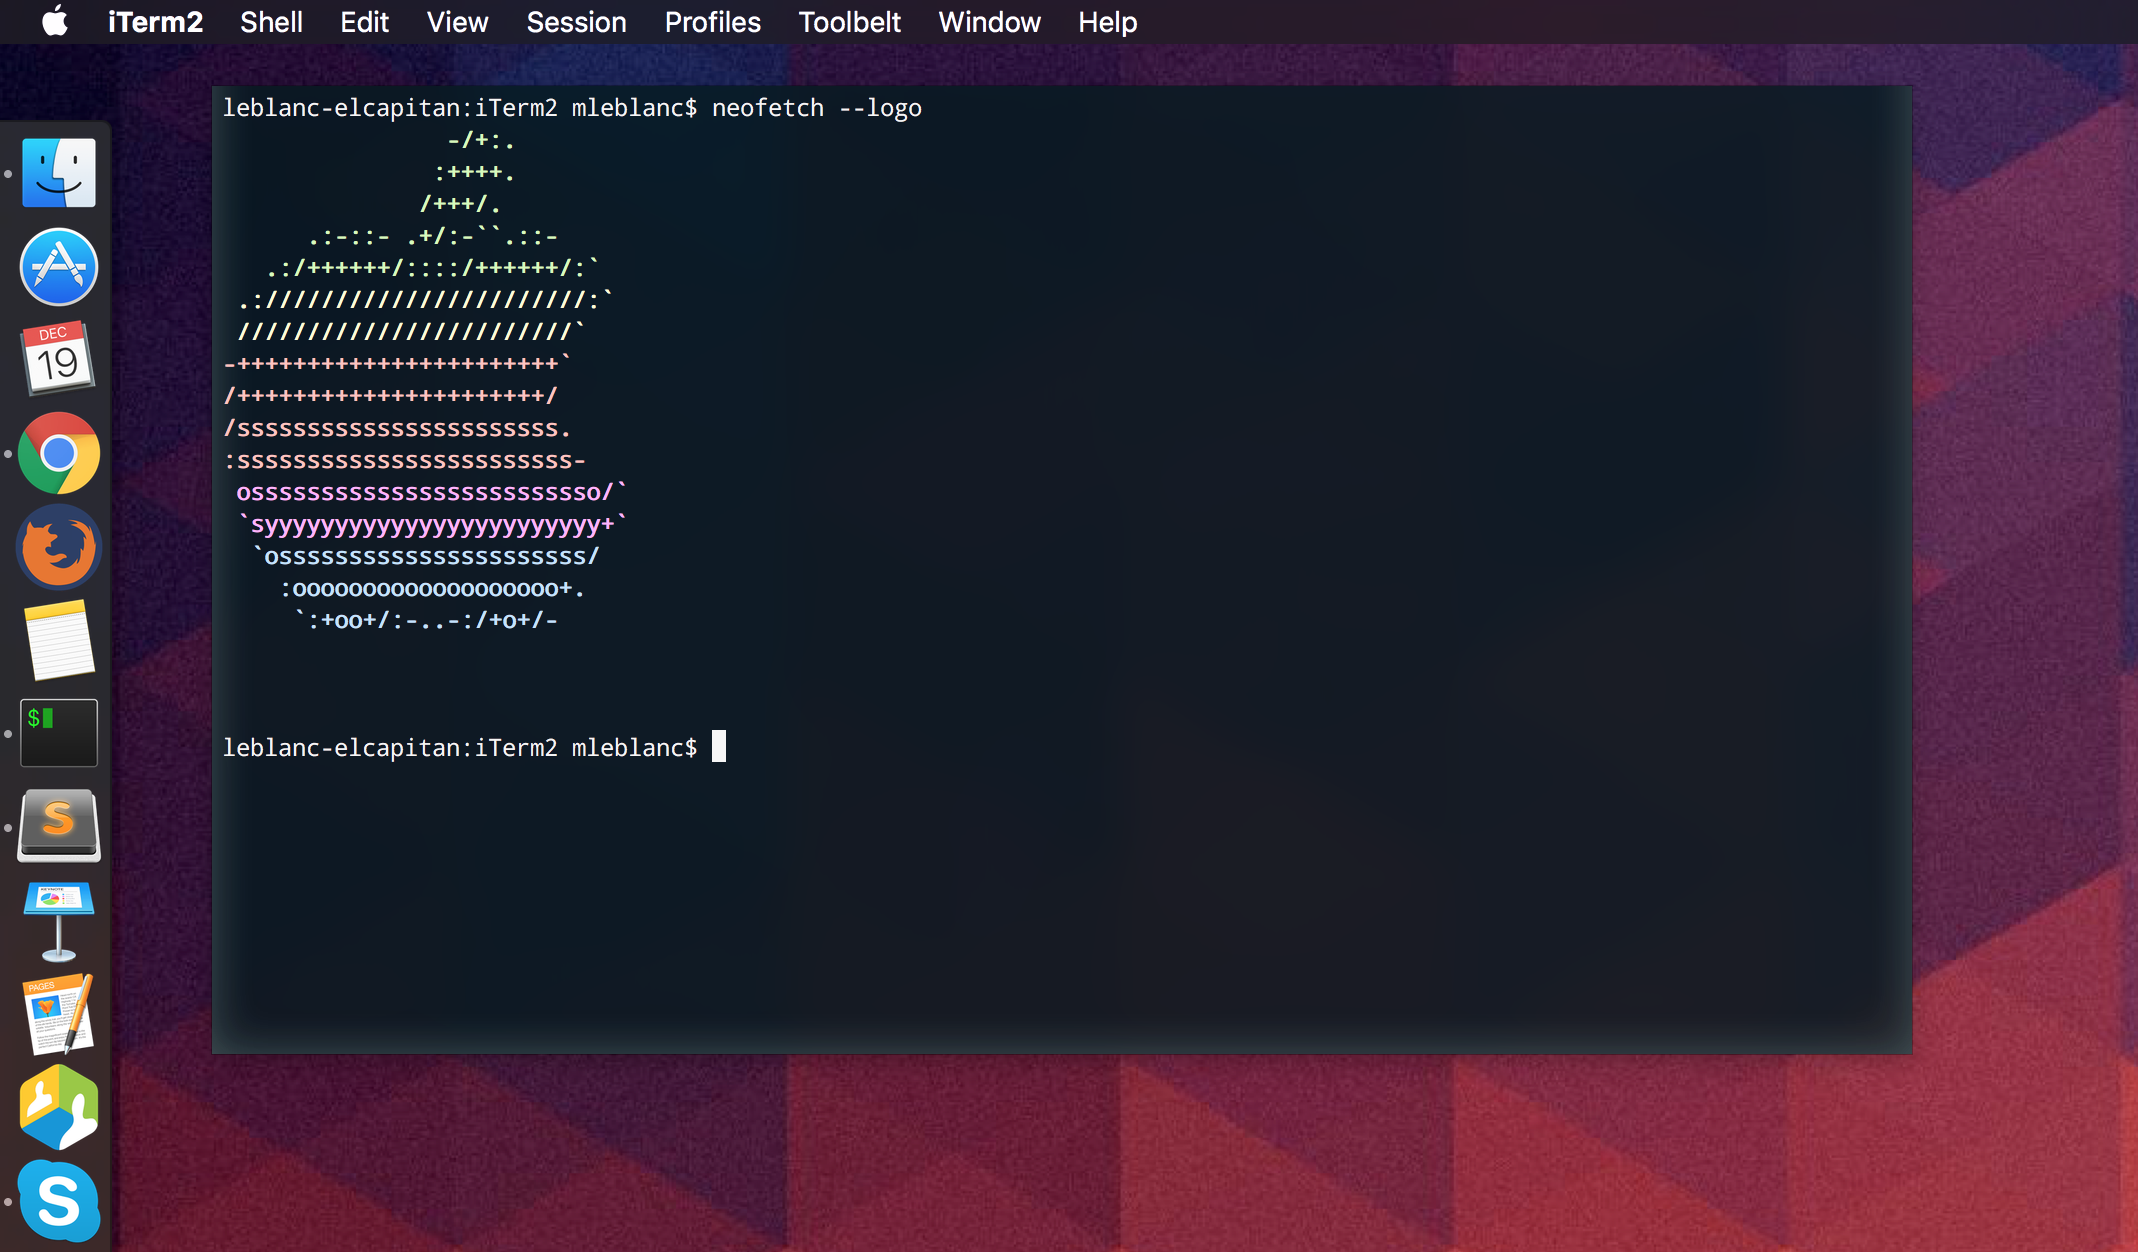 iTerm2 Shell Edit View Session Profiles Toolbelt Window Help
leblanc-elcapitan:iTerm2 mleblanc$ neofetch --logo
                -/+:.
               :++++.
              /+++/.
      .:-::- .+/:-``.::-
   .:/++++++/::::/++++++/:`
 .:///////////////////////:`
 ////////////////////////`
-+++++++++++++++++++++++`
/++++++++++++++++++++++/
/sssssssssssssssssssssss.
:ssssssssssssssssssssssss-
 osssssssssssssssssssssssso/`
 `syyyyyyyyyyyyyyyyyyyyyyyy+`
  `ossssssssssssssssssssss/
    :ooooooooooooooooooo+.
     `:+oo+/:-..-:/+o+/-
leblanc-elcapitan:iTerm2 mleblanc$
DEC
19
$
S
KEYNOTE
PAGES
S